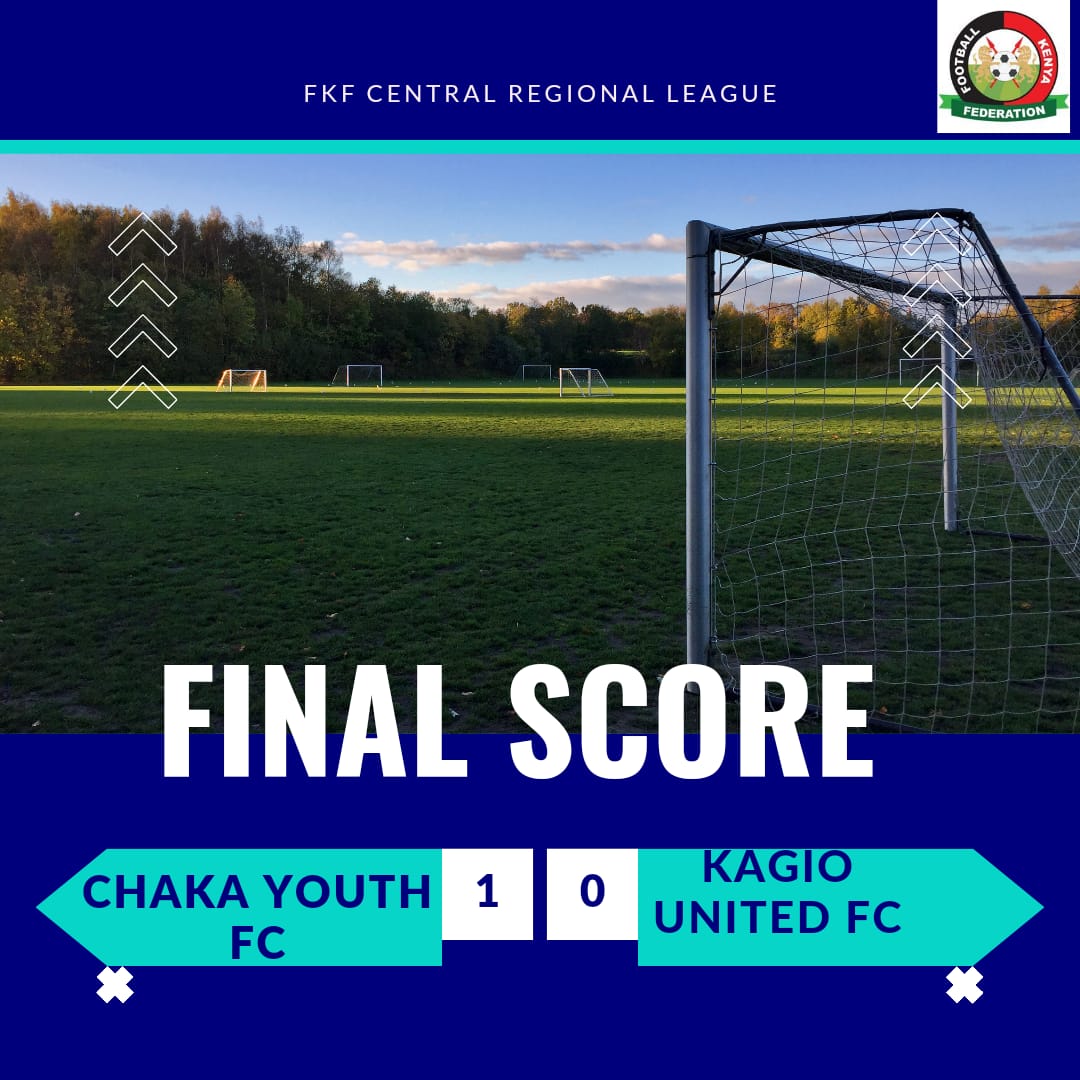 FKF CENTRAL REGIONAL LEAGUE
FOOTBALL
KENYA
FEDERATION
FINAL SCORE
CHAKA YOUTH
FC
1
0
KAGIO
UNITED FC